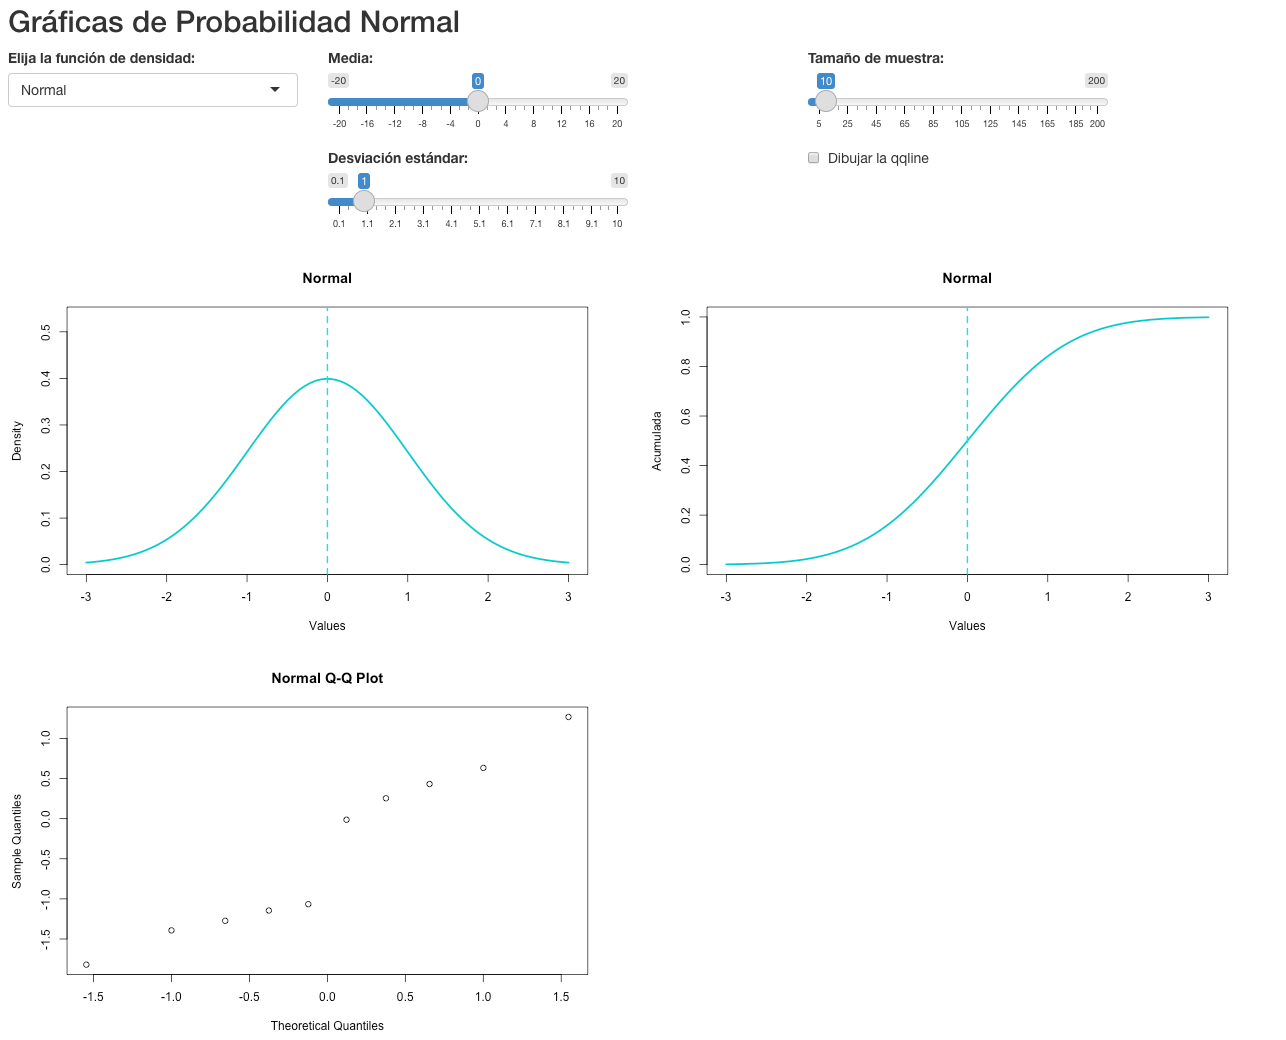 Gráficas de Probabilidad Normal
Elija la función de densidad:
Normal
Media:
-20 0 20
-20 -16 -12 -8 -4 0 4 8 12 16 20
Desviación estándar:
0.1 1 10
0.1 1.1 2.1 3.1 4.1 5.1 6.1 7.1 8.1 9.1 10
Tamaño de muestra:
10 200
5 25 45 65 85 105 125 145 165 185 200
Dibujar la qqline
Normal
Density
0.5
0.4
0.3
0.2
0.1
0.0
-3 -2 -1 0 1 2 3
Values
Normal
Acumulada
1.0
0.8
0.6
0.4
0.2
0.0
-3 -2 -1 0 1 2 3
Values
Normal Q-Q Plot
Sample Quantiles
1.0
0.5
0.0
-0.5
-1.0
-1.5
-1.5 -1.0 -0.5 0.0 0.5 1.0 1.5
Theoretical Quantiles